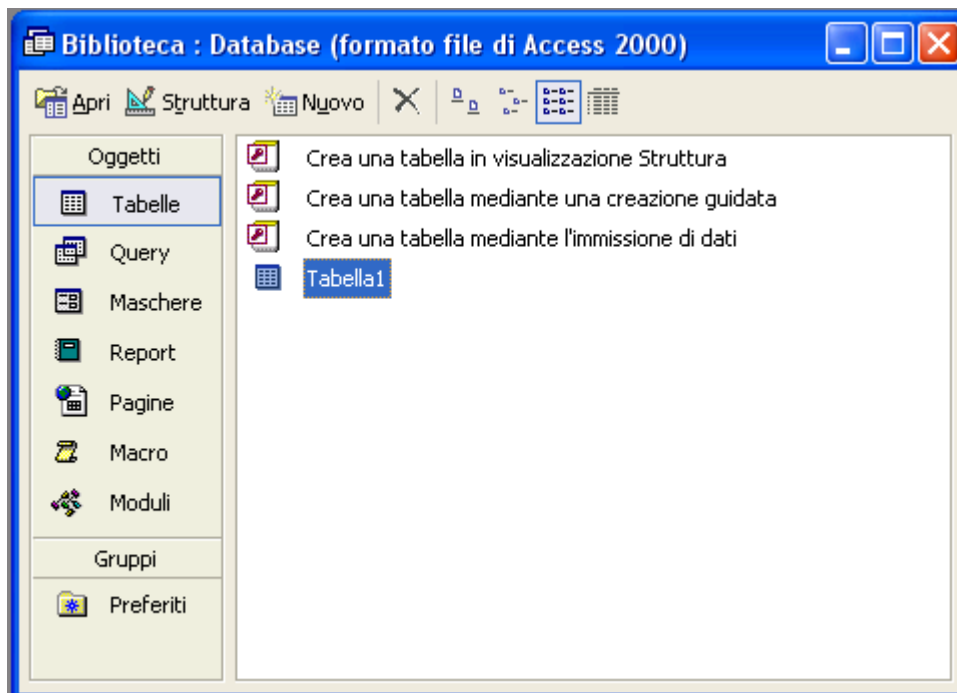 Biblioteca : Database (formato file di Access 2000)
Apri Struttura Nuovo
Oggetti
Tabelle
Query
Maschere
Report
Pagine
Macro
Moduli
Gruppi
Preferiti
Crea una tabella in visualizzazione Struttura
Crea una tabella mediante una creazione guidata
Crea una tabella mediante l'immissione di dati
Tabella1